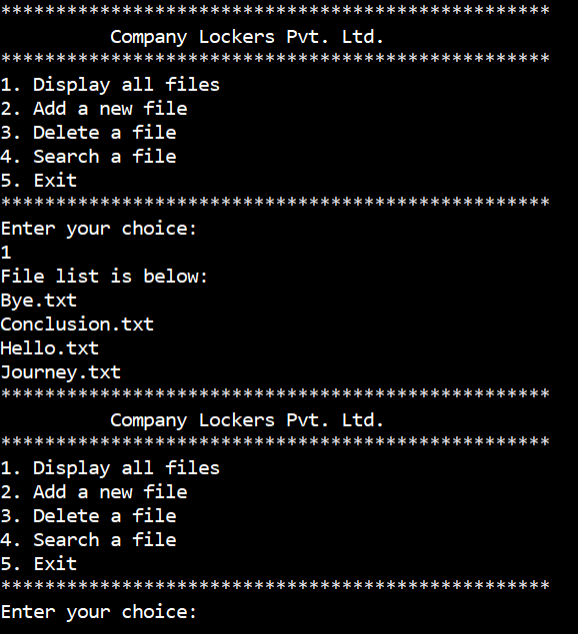 **************************************************
Company Lockers Pvt. Ltd.
**************************************************
1. Display all files
2. Add a new file
3. Delete a file
4. Search a file
5. Exit
**************************************************
Enter your choice:
1
File list is below:
Bye.txt
Conclusion.txt
Hello.txt
Journey.txt
**************************************************
Company Lockers Pvt. Ltd.
**************************************************
1. Display all files
2. Add a new file
3. Delete a file
4. Search a file
5. Exit
**************************************************
Enter your choice: